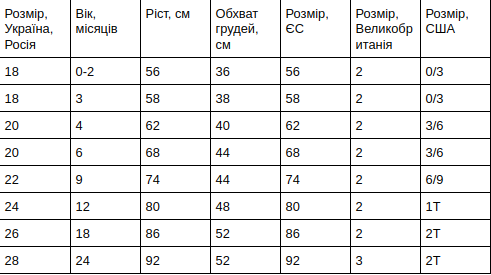 Розмір, Україна, Росія | Вік, місяців | Ріст, см | Обхват грудей, см | Розмір, ЄС | Розмір, Великобританія | Розмір, США
18 | 0-2 | 56 | 36 | 56 | 2 | 0/3
18 | 3 | 58 | 38 | 58 | 2 | 0/3
20 | 4 | 62 | 40 | 62 | 2 | 3/6
20 | 6 | 68 | 44 | 68 | 2 | 3/6
22 | 9 | 74 | 44 | 74 | 2 | 6/9
24 | 12 | 80 | 48 | 80 | 2 | 1T
26 | 18 | 86 | 52 | 86 | 2 | 2T
28 | 24 | 92 | 52 | 92 | 3 | 2T